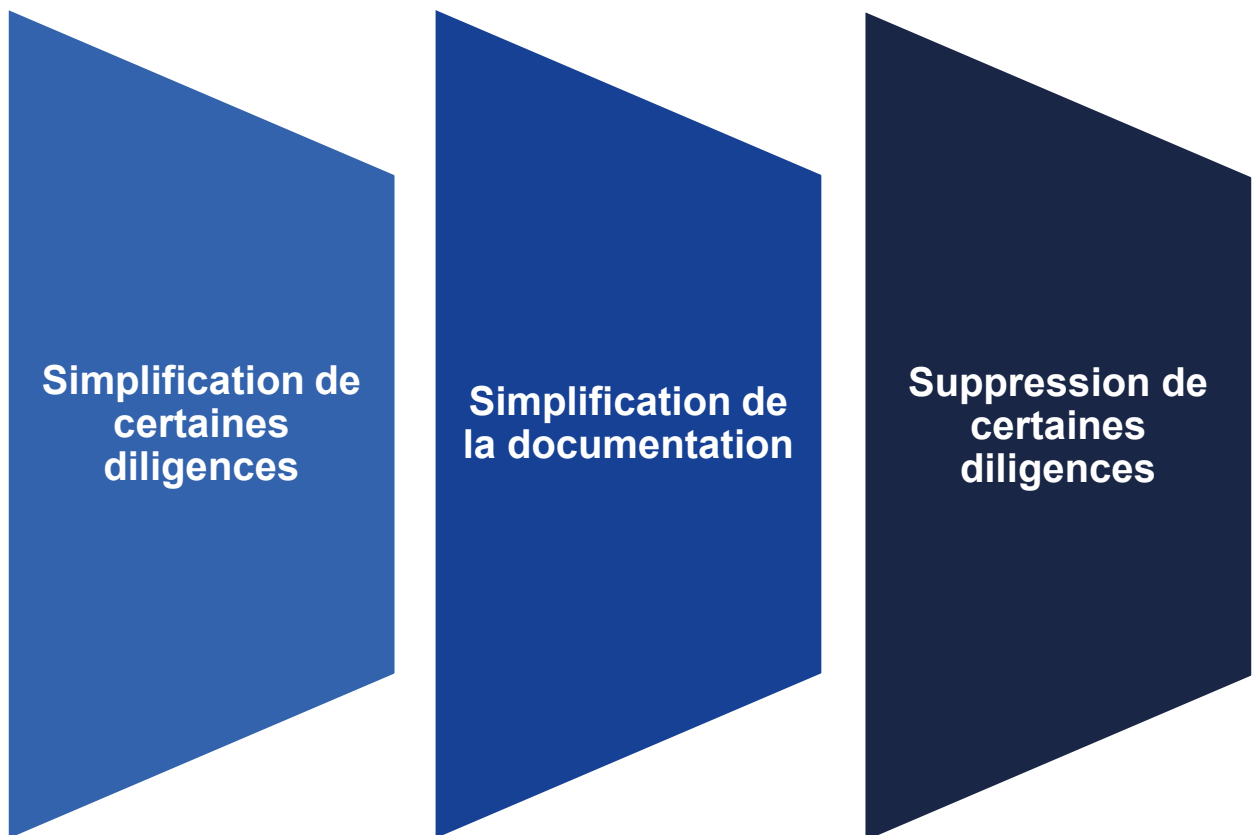 Simplification de
certaines
diligences
Simplification de
la documentation
Suppression de
certaines
diligences